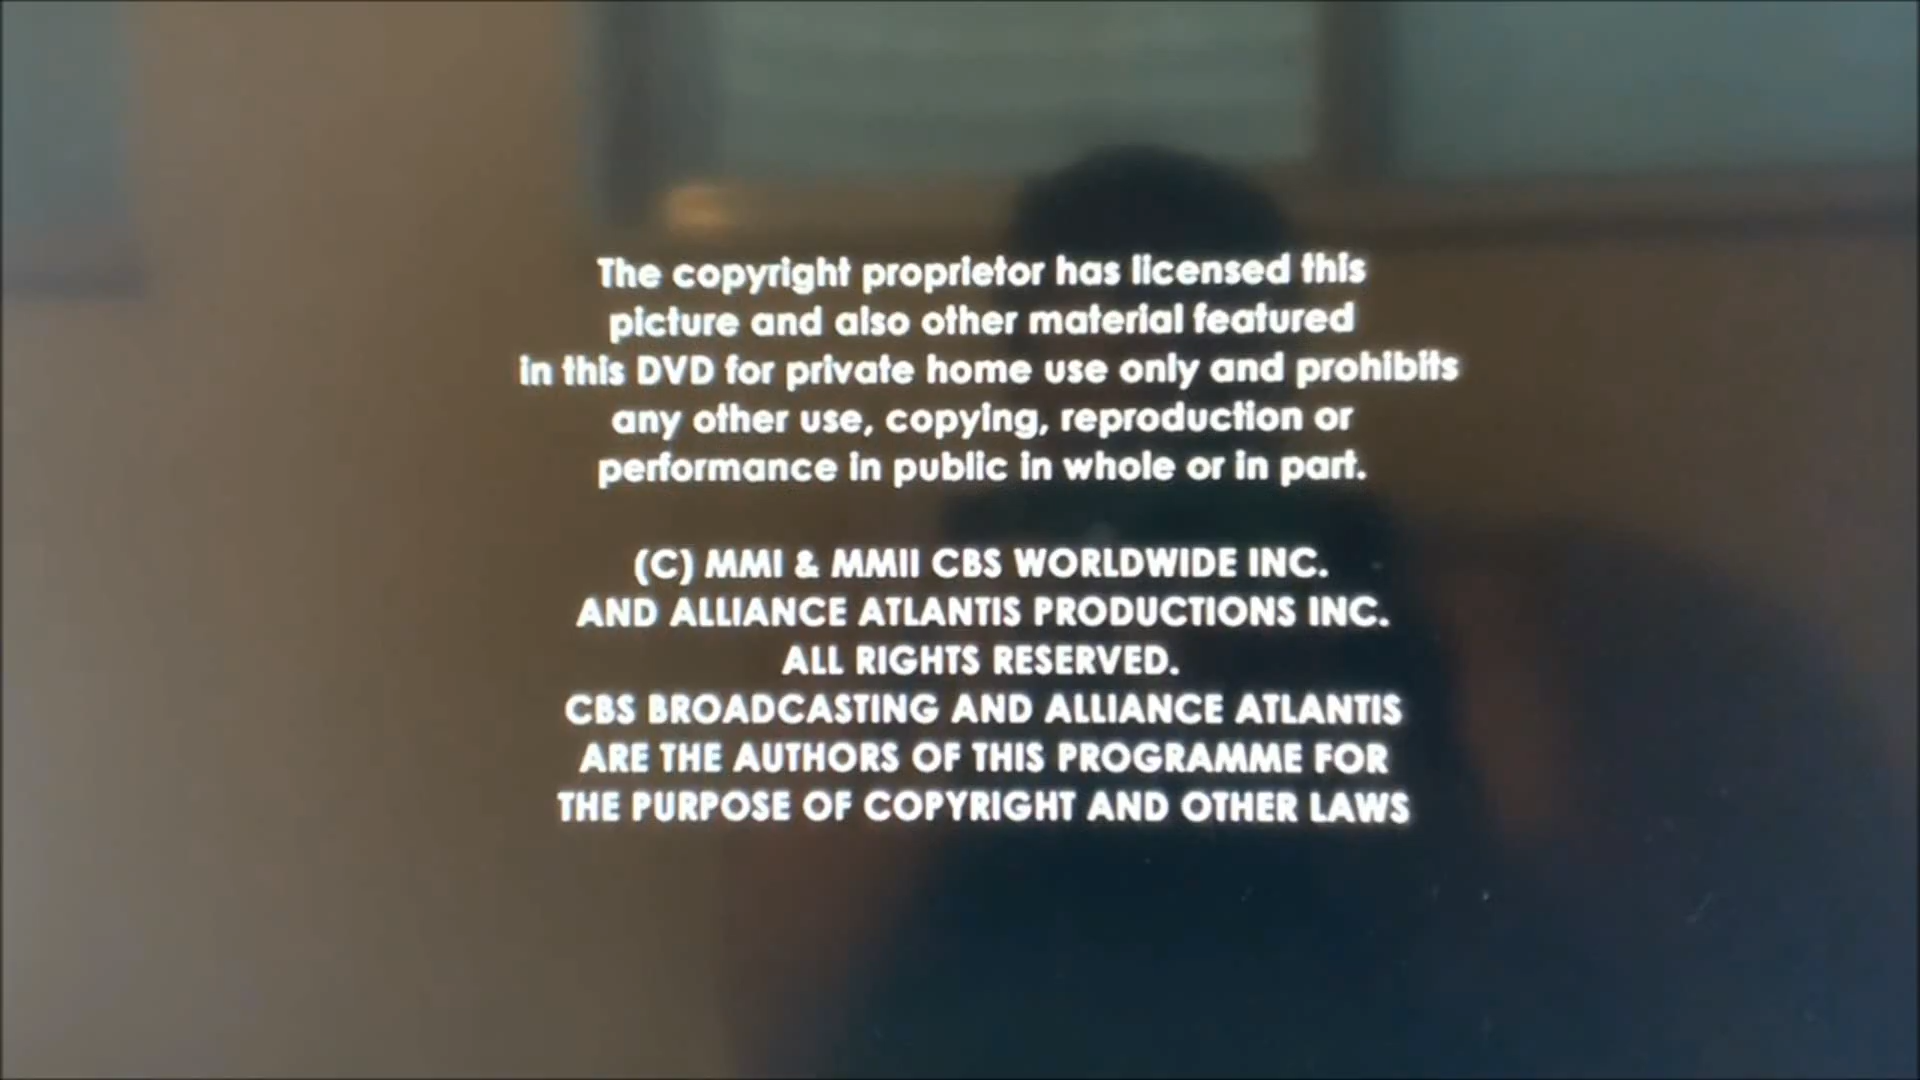 The copyright proprietor has licensed this
picture and also other material featured
in this DVD for private home use only and prohibits
any other use, copying, reproduction or
performance in public in whole or in part.
(C) MMI & MMII CBS WORLDWIDE INC.
AND ALLIANCE ATLANTIS PRODUCTIONS INC.
ALL RIGHTS RESERVED.
CBS BROADCASTING AND ALLIANCE ATLANTIS
ARE THE AUTHORS OF THIS PROGRAMME FOR
THE PURPOSE OF COPYRIGHT AND OTHER LAWS